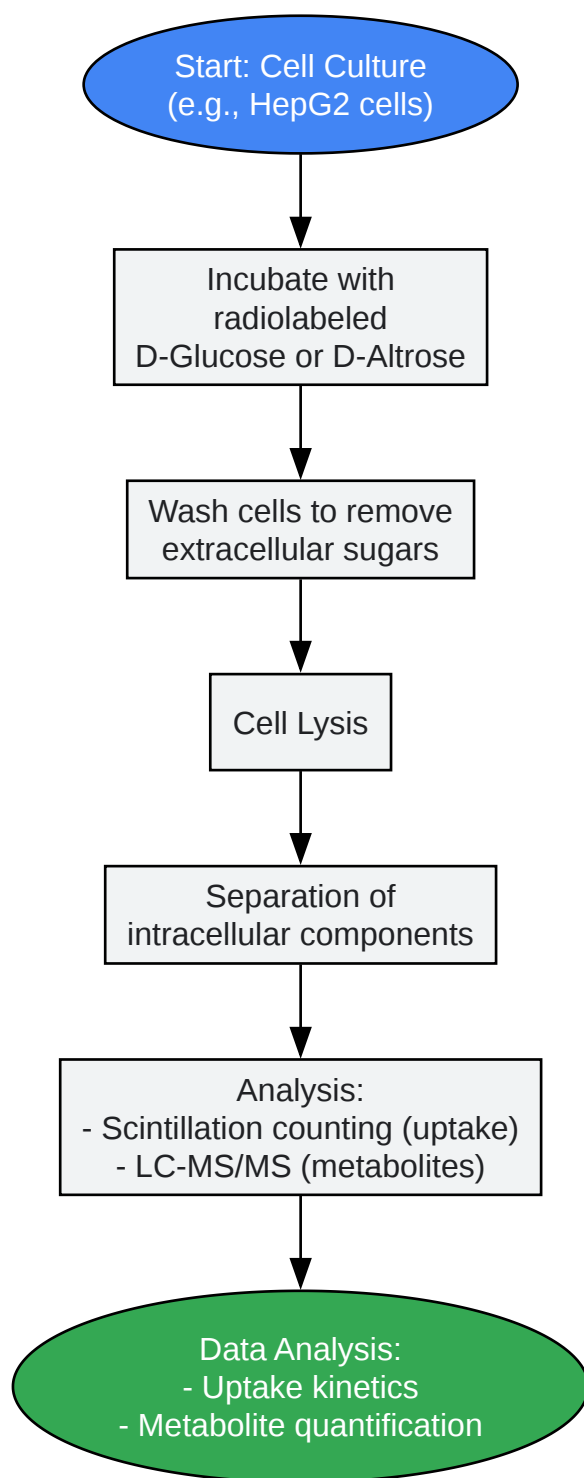 Start: Cell Culture
(e.g., HepG2 cells)
Incubate with
radiolabeled
D-Glucose or D-Altrose
Wash cells to remove
extracellular sugars
Cell Lysis
Separation of
intracellular components
Analysis:
- Scintillation counting (uptake)
- LC-MS/MS (metabolites)
Data Analysis:
- Uptake kinetics
- Metabolite quantification